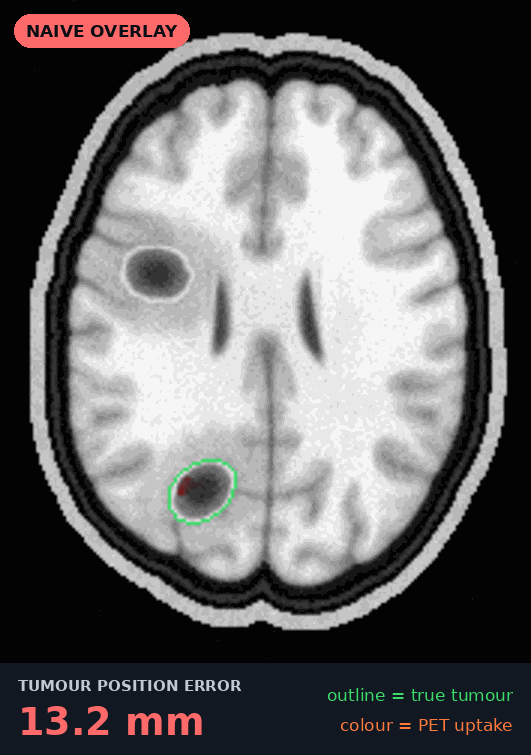 NAIVE OVERLAY
TUMOUR POSITION ERROR
13.2 mm
outline = true tumour
colour = PET uptake